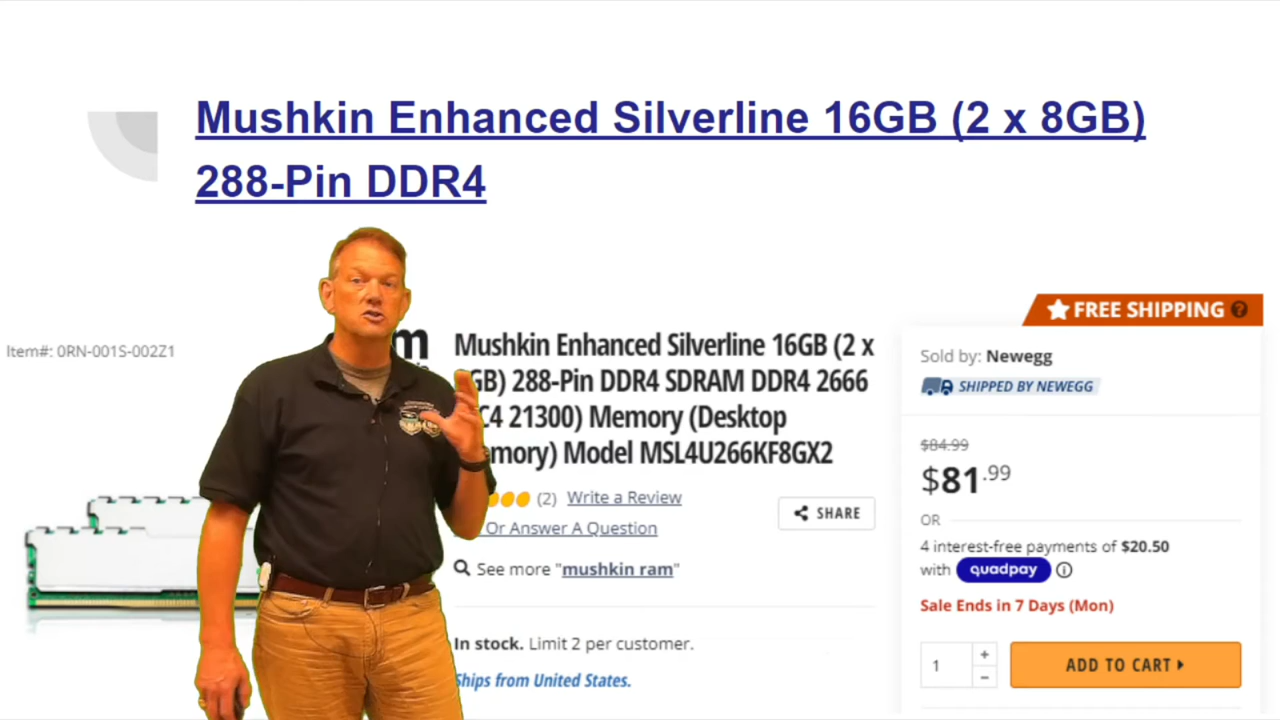 Mushkin Enhanced Silverline 16GB (2 x 8GB)
288-Pin DDR4
FREE SHIPPING ?
Item#: 0RN-001S-002Z1
m
Mushkin Enhanced Silverline 16GB (2 x
GB) 288-Pin DDR4 SDRAM DDR4 2666
C4 21300) Memory (Desktop
emory) Model MSL4U266KF8GX2
(2) Write a Review
Or Answer A Question
SHARE
See more "mushkin ram"
In stock. Limit 2 per customer.
Ships from United States.
Sold by: Newegg
SHIPPED BY NEWEGG
$84.99
$81.99
OR
4 interest-free payments of $20.50
with quadpay
Sale Ends in 7 Days (Mon)
1 + −
ADD TO CART